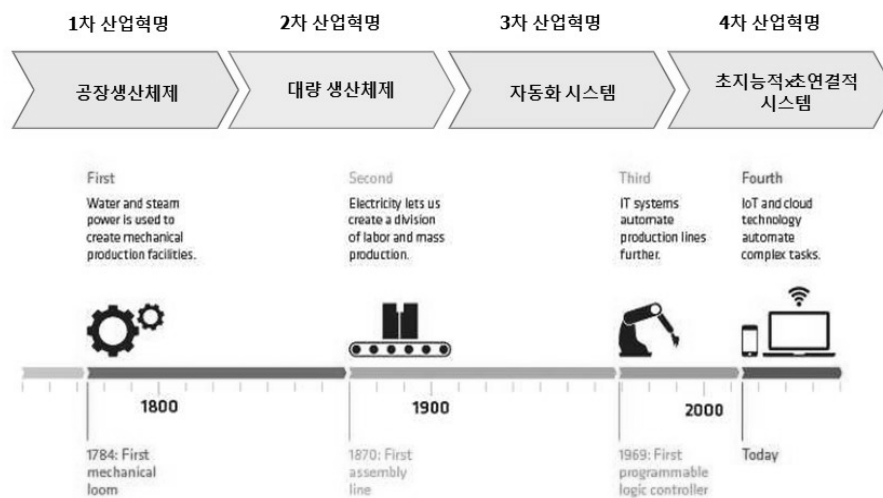 1차 산업혁명
2차 산업혁명
3차 산업혁명
4차 산업혁명
공장생산체제
대량 생산체제
자동화 시스템
초지능적×초연결적
시스템
First
Water and steam
power is used to
create mechanical
production facilities.
Second
Electricity lets us
create a division
of labor and mass
production.
Third
IT systems
automate
production lines
further.
Fourth
IoT and cloud
technology
automate
complex tasks.
1800
1900
2000
1784: First
mechanical
loom
1870: First
assembly
line
1969: First
programmable
logic controller
Today